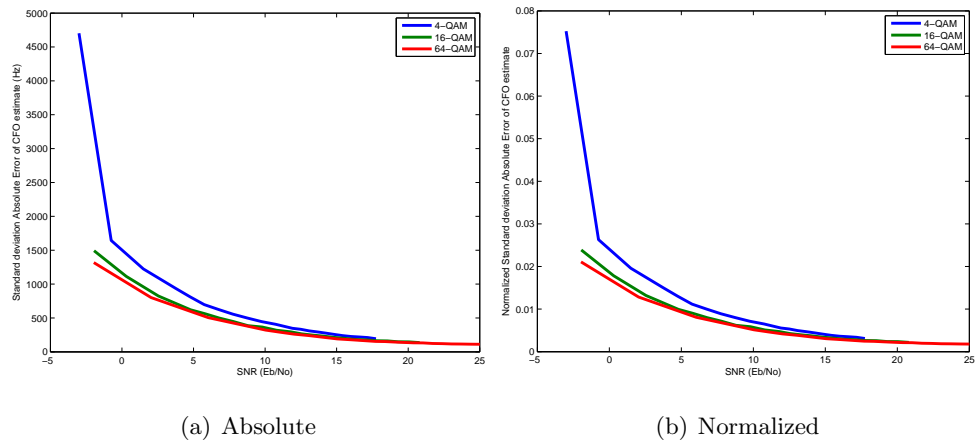 5000
4500
4000
3500
3000
2500
2000
1500
1000
500
0
−5
0
5
10
15
20
25
Standard deviation Absolute Error of CFO estimate (Hz)
SNR (Eb/No)
4−QAM
16−QAM
64−QAM
(a) Absolute
0.08
0.07
0.06
0.05
0.04
0.03
0.02
0.01
0
−5
0
5
10
15
20
25
Normalized Standard deviation Absolute Error of CFO estimate
SNR (Eb/No)
4−QAM
16−QAM
64−QAM
(b) Normalized